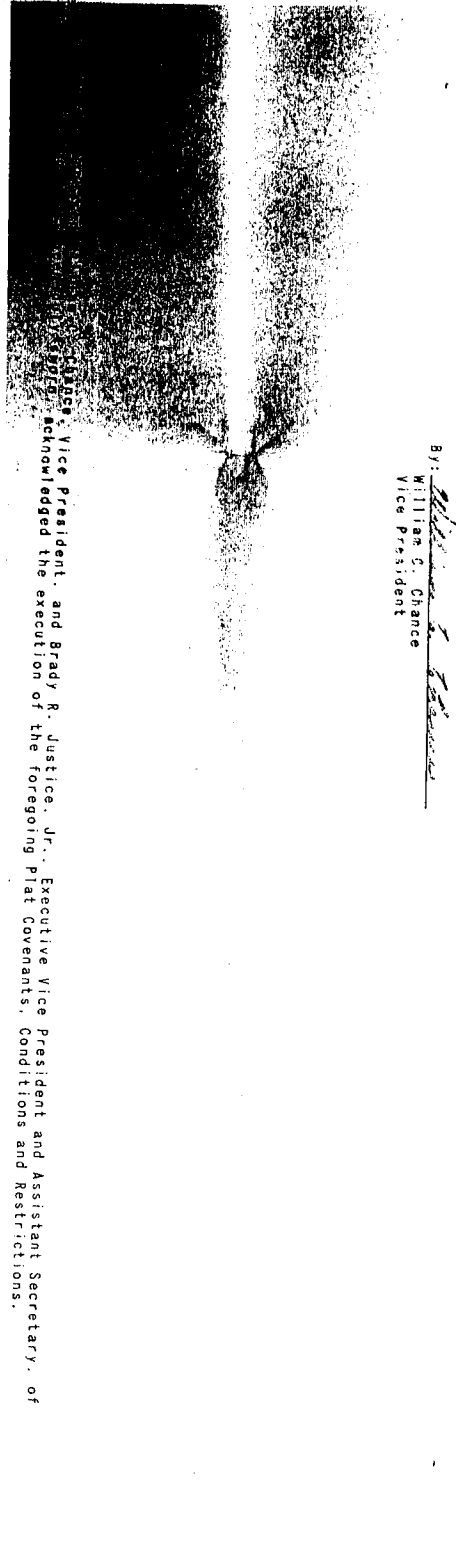 By:
William C. Chance
Vice President
Chance, Vice President, and Brady R. Justice, Jr., Executive Vice President and Assistant Secretary, of
acknowledged the execution of the foregoing Plat Covenants, Conditions and Restrictions.